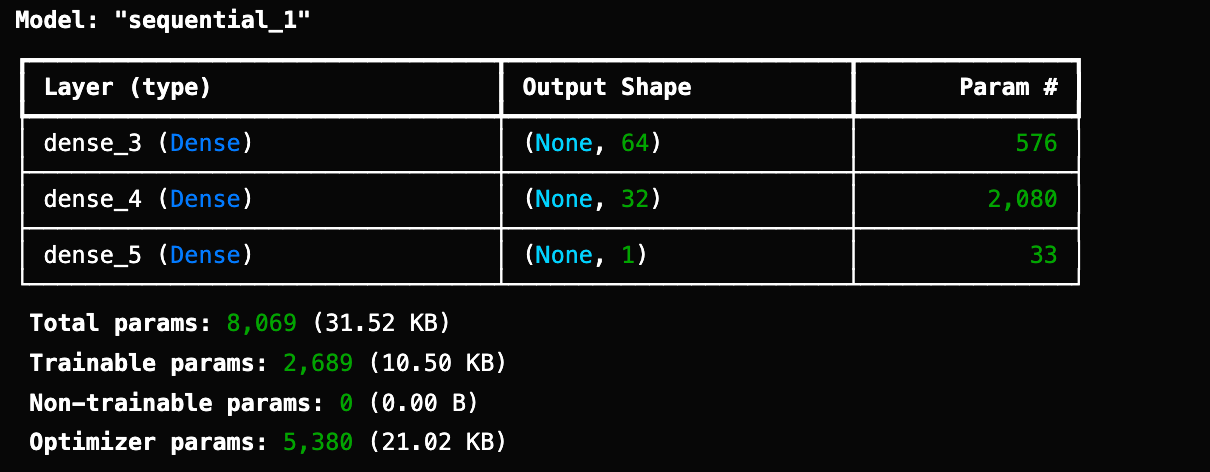 Model: "sequential_1"
Layer (type) Output Shape Param #
dense_3 (Dense) (None, 64) 576
dense_4 (Dense) (None, 32) 2,080
dense_5 (Dense) (None, 1) 33
Total params: 8,069 (31.52 KB)
Trainable params: 2,689 (10.50 KB)
Non-trainable params: 0 (0.00 B)
Optimizer params: 5,380 (21.02 KB)